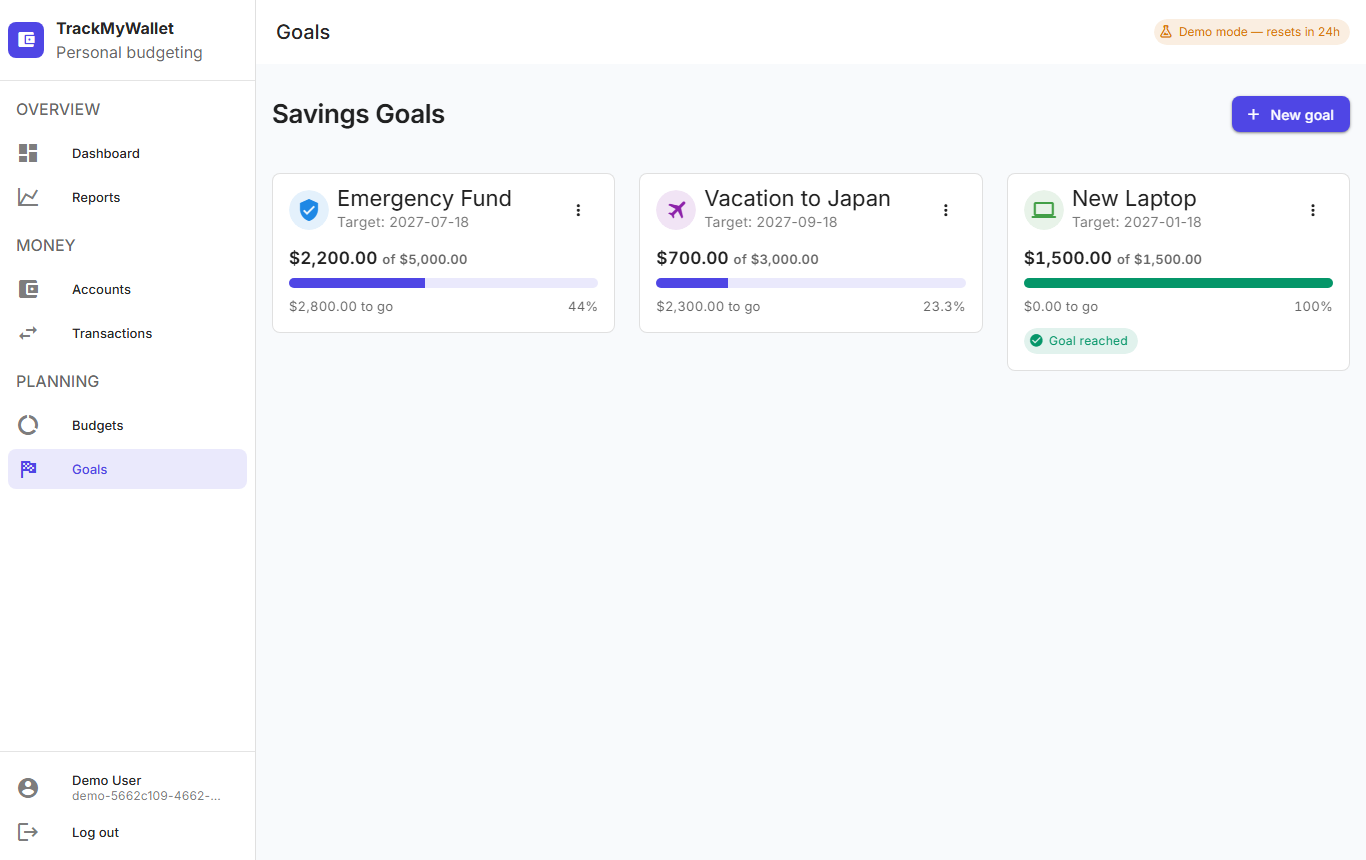 TrackMyWallet
Personal budgeting
OVERVIEW
Dashboard
Reports
MONEY
Accounts
Transactions
PLANNING
Budgets
Goals
Demo User
demo-5662c109-4662-...
Log out
Goals
Demo mode — resets in 24h
Savings Goals
+ New goal
Emergency Fund
Target: 2027-07-18
$2,200.00 of $5,000.00
$2,800.00 to go 44%
Vacation to Japan
Target: 2027-09-18
$700.00 of $3,000.00
$2,300.00 to go 23.3%
New Laptop
Target: 2027-01-18
$1,500.00 of $1,500.00
$0.00 to go 100%
Goal reached